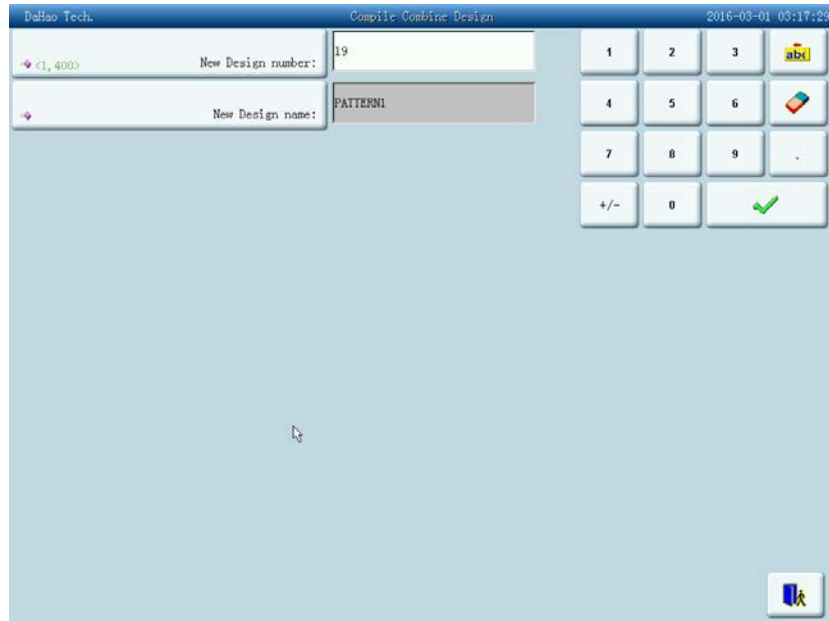 DaHao Tech. Compile Combine Design 2016-03-01 03:17:29
<1,400> New Design number: 19
New Design name: PATTERN1
1 2 3 abc
4 5 6
7 8 9 .
+/- 0